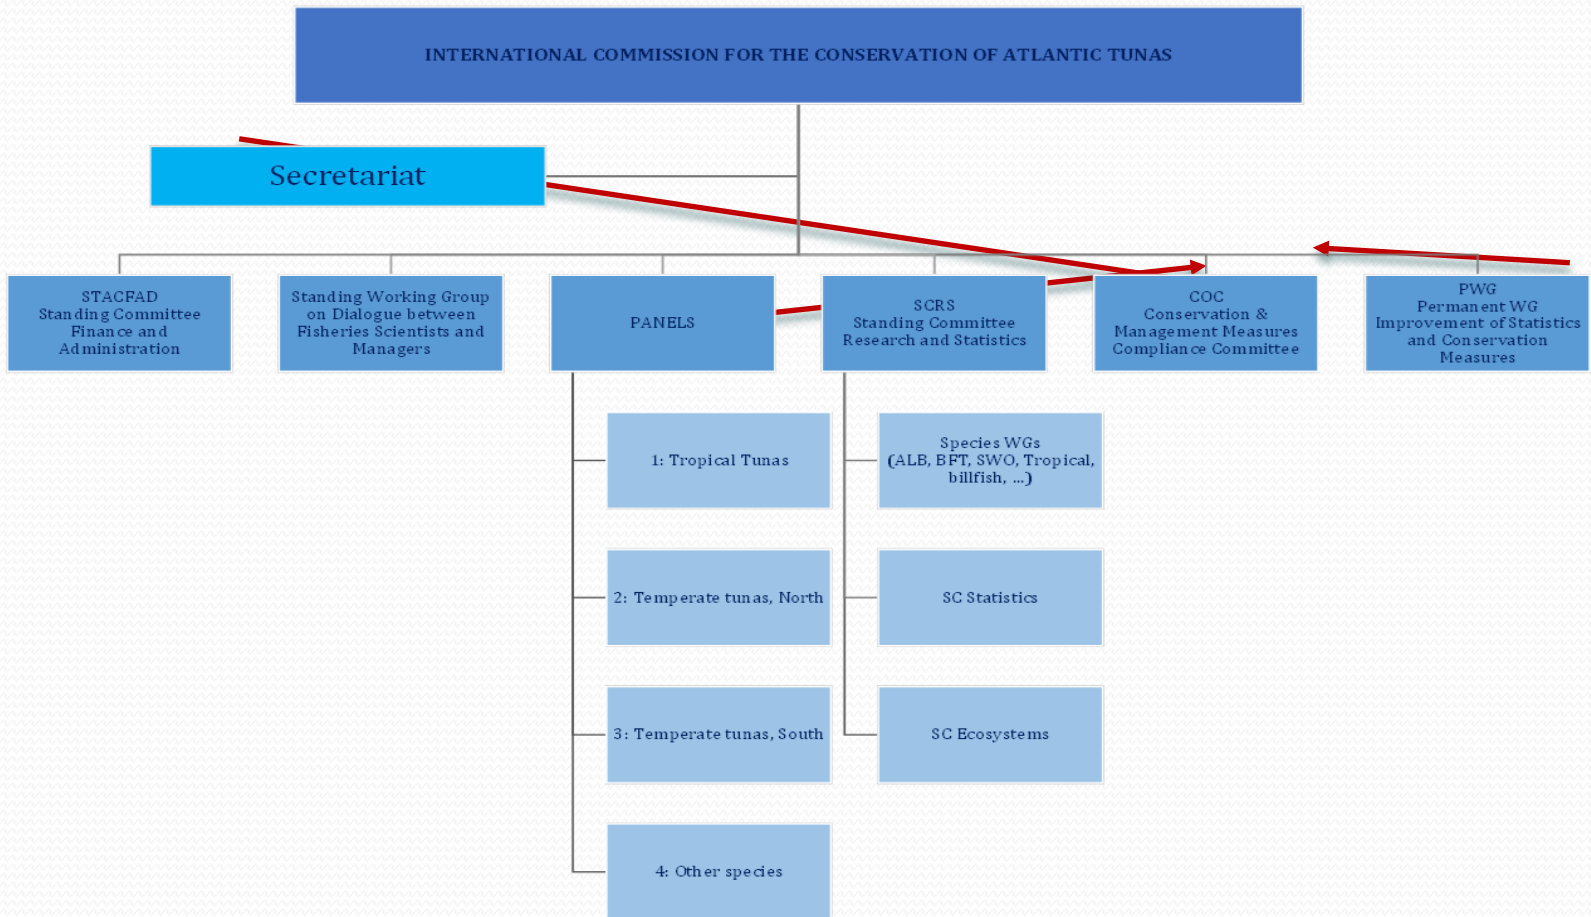 INTERNATIONAL COMMISSION FOR THE CONSERVATION OF ATLANTIC TUNAS
Secretariat
STACFAD
Standing Committee
Finance and
Administration
Standing Working Group
on Dialogue between
Fisheries Scientists and
Managers
PANELS
SCRS
Standing Committee
Research and Statistics
COC
Conservation &
Management Measures
Compliance Committee
PWG
Permanent WG
Improvement of Statistics
and Conservation
Measures
1: Tropical Tunas
2: Temperate tunas, North
3: Temperate tunas, South
4: Other species
Species WGs
(ALB, BFT, SWO, Tropical,
billfish, ...)
SC Statistics
SC Ecosystems